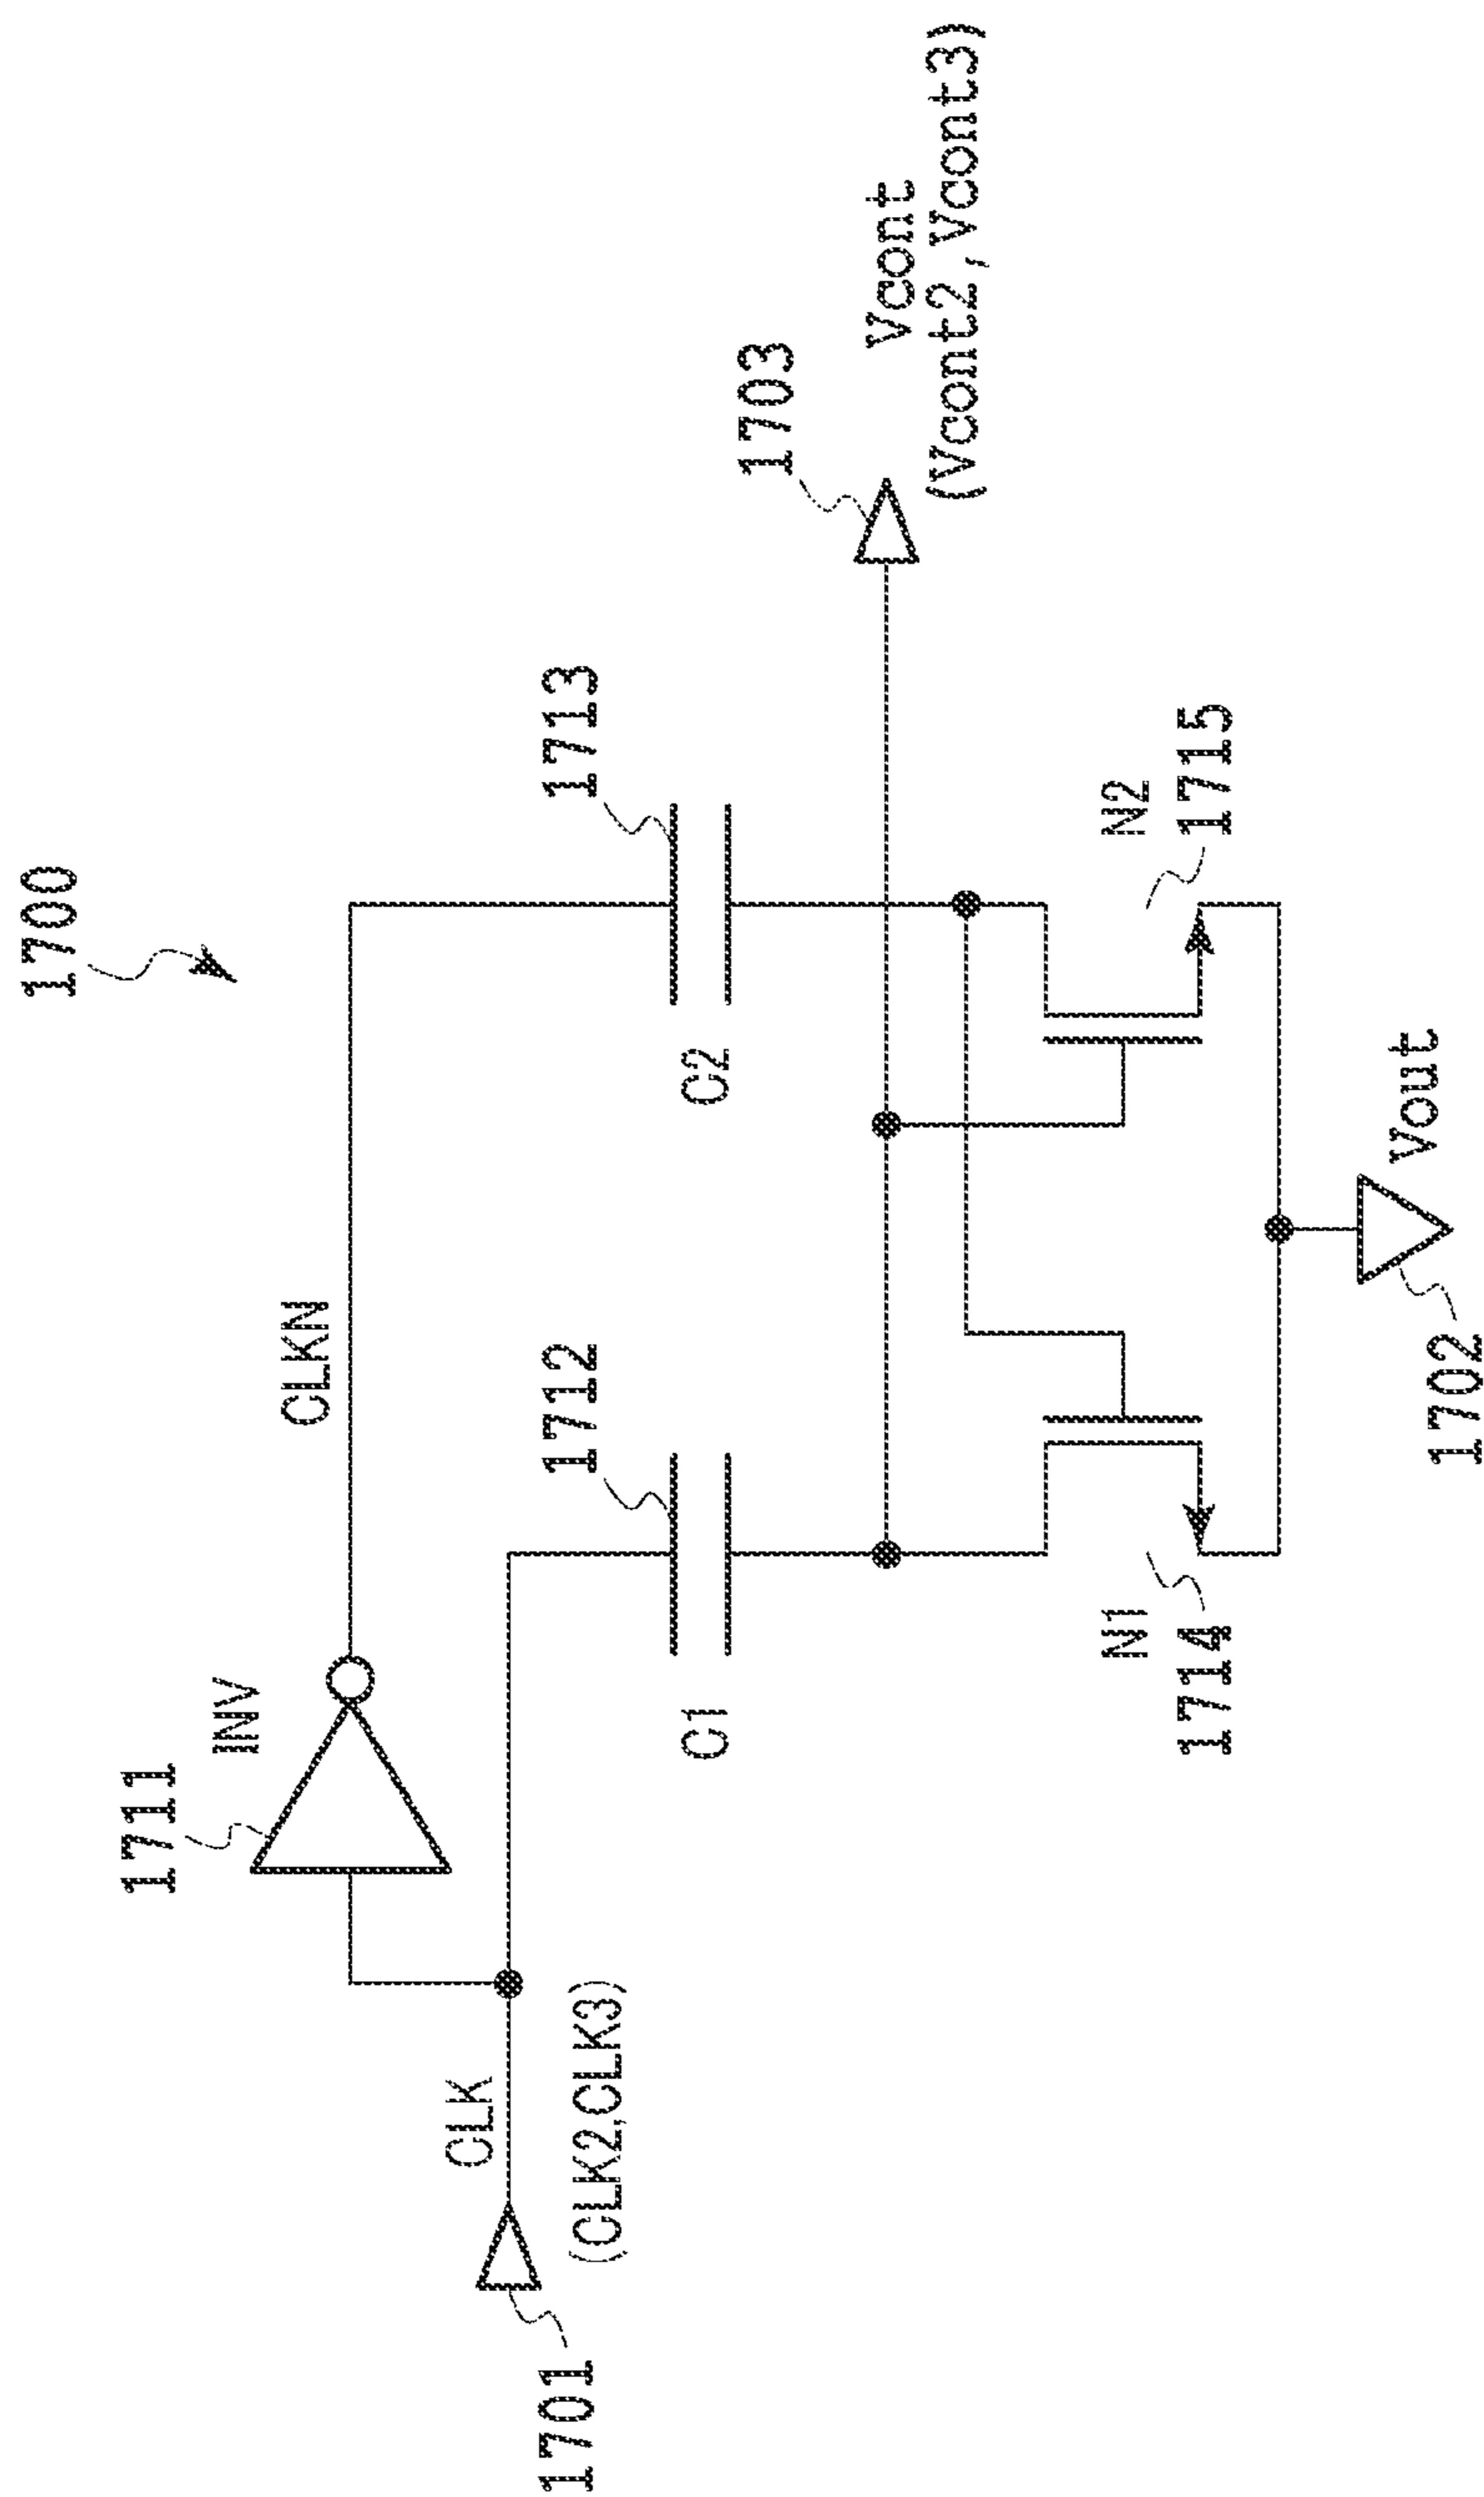 1700
1711
INV
CLKN
CLK
(CLK2,CLK3)
1701
1712
C1
1713
C2
1703
Vcont
(Vcont2,Vcont3)
N1
1714
N2
1715
Vout
1702